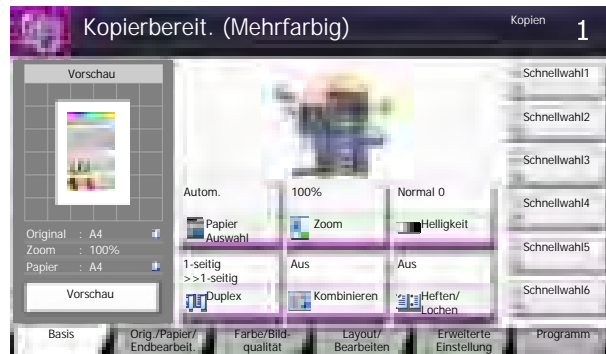 Kopierbereit. (Mehrfarbig)
Kopien 1
Vorschau
Original : A4
Zoom : 100%
Papier : A4
Vorschau
Autom.
Papier
Auswahl
100%
Zoom
Normal 0
Helligkeit
1-seitig
>>1-seitig
Duplex
Aus
Kombinieren
Aus
Heften/
Lochen
Schnellwahl1
Schnellwahl2
Schnellwahl3
Schnellwahl4
Schnellwahl5
Schnellwahl6
Basis
Orig./Papier/
Endbearbeit.
Farbe/Bild-
qualität
Layout/
Bearbeiten
Erweiterte
Einstellung
Programm